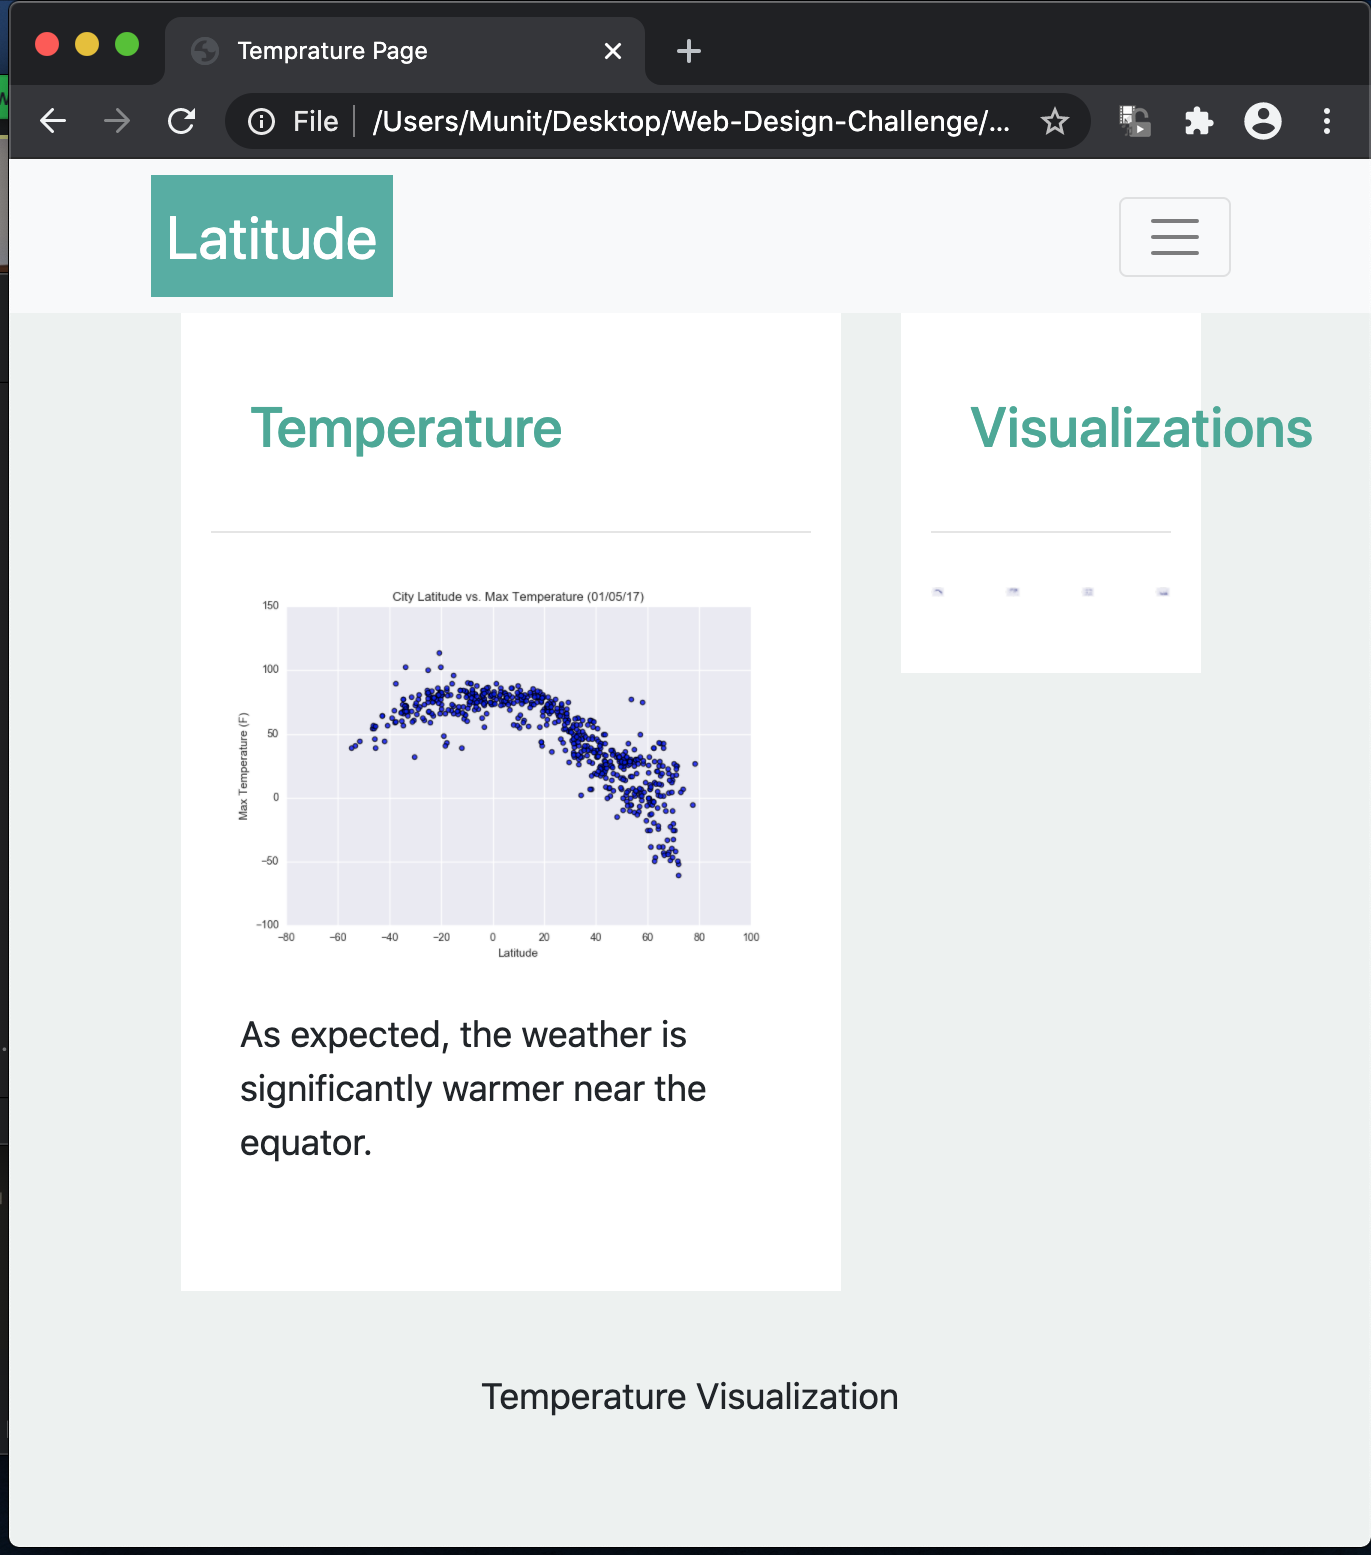 Temprature Page
File
/Users/Munit/Desktop/Web-Design-Challenge/...
Latitude
Temperature
Visualizations
City Latitude vs. Max Temperature (01/05/17)
150
100
50
0
−50
−100
Max Temperature (F)
−80 −60 −40 −20 0 20 40 60 80 100
Latitude
As expected, the weather is
significantly warmer near the
equator.
Temperature Visualization